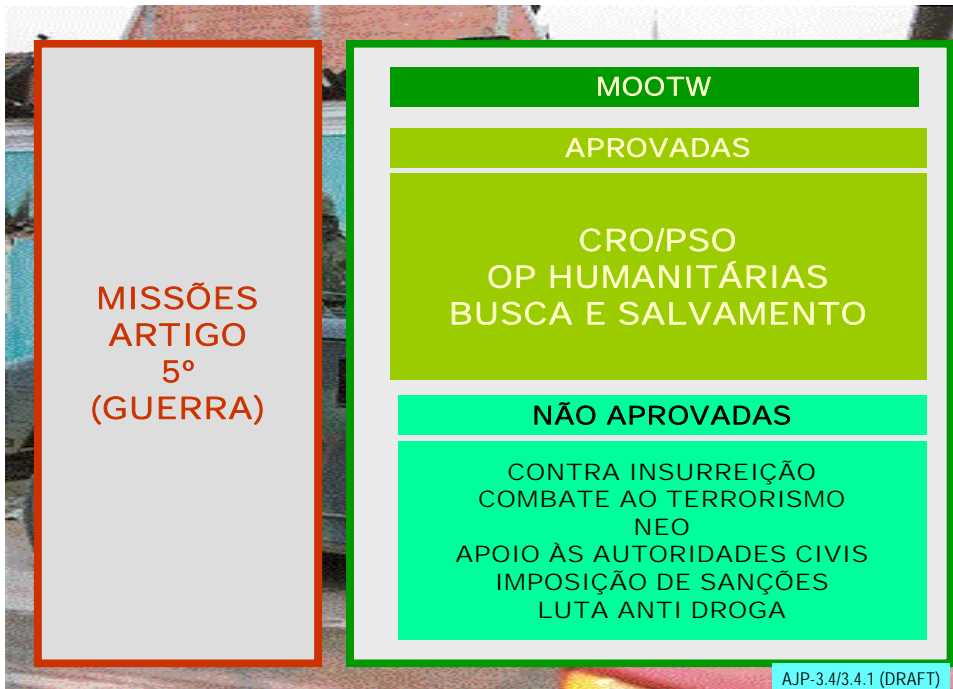 MISSÕES
ARTIGO
5º
(GUERRA)
MOOTW
APROVADAS
CRO/PSO
OP HUMANITÁRIAS
BUSCA E SALVAMENTO
NÃO APROVADAS
CONTRA INSURREIÇÃO
COMBATE AO TERRORISMO
NEO
APOIO ÀS AUTORIDADES CIVIS
IMPOSIÇÃO DE SANÇÕES
LUTA ANTI DROGA
AJP-3.4/3.4.1 (DRAFT)